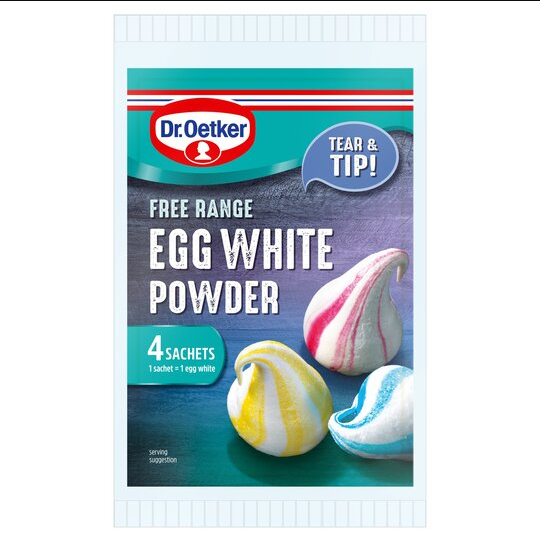 Dr.Oetker
TEAR &
TIP!
FREE RANGE
EGG WHITE
POWDER
4 SACHETS
1 sachet = 1 egg white
serving
suggestion